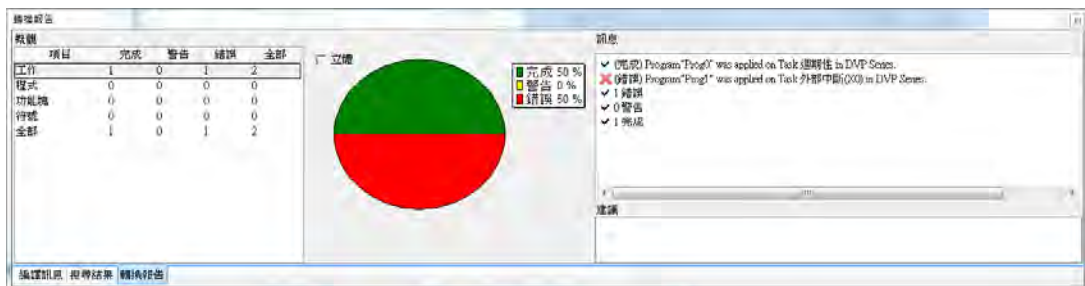 轉換報告
概觀
項目 完成 警告 錯誤 全部
工作 1 0 1 2
程式 0 0 0 0
功能塊 0 0 0 0
符號 0 0 0 0
全部 1 0 1 2
立體
完成 50 %
警告 0 %
錯誤 50 %
訊息
(完成) Program"Prog0" was applied on Task 週期性 in DVP Series.
(錯誤) Program"Prog1" was applied on Task 外部中斷(X0) in DVP Series.
1 錯誤
0 警告
1 完成
建議
編譯訊息 搜尋結果 轉換報告